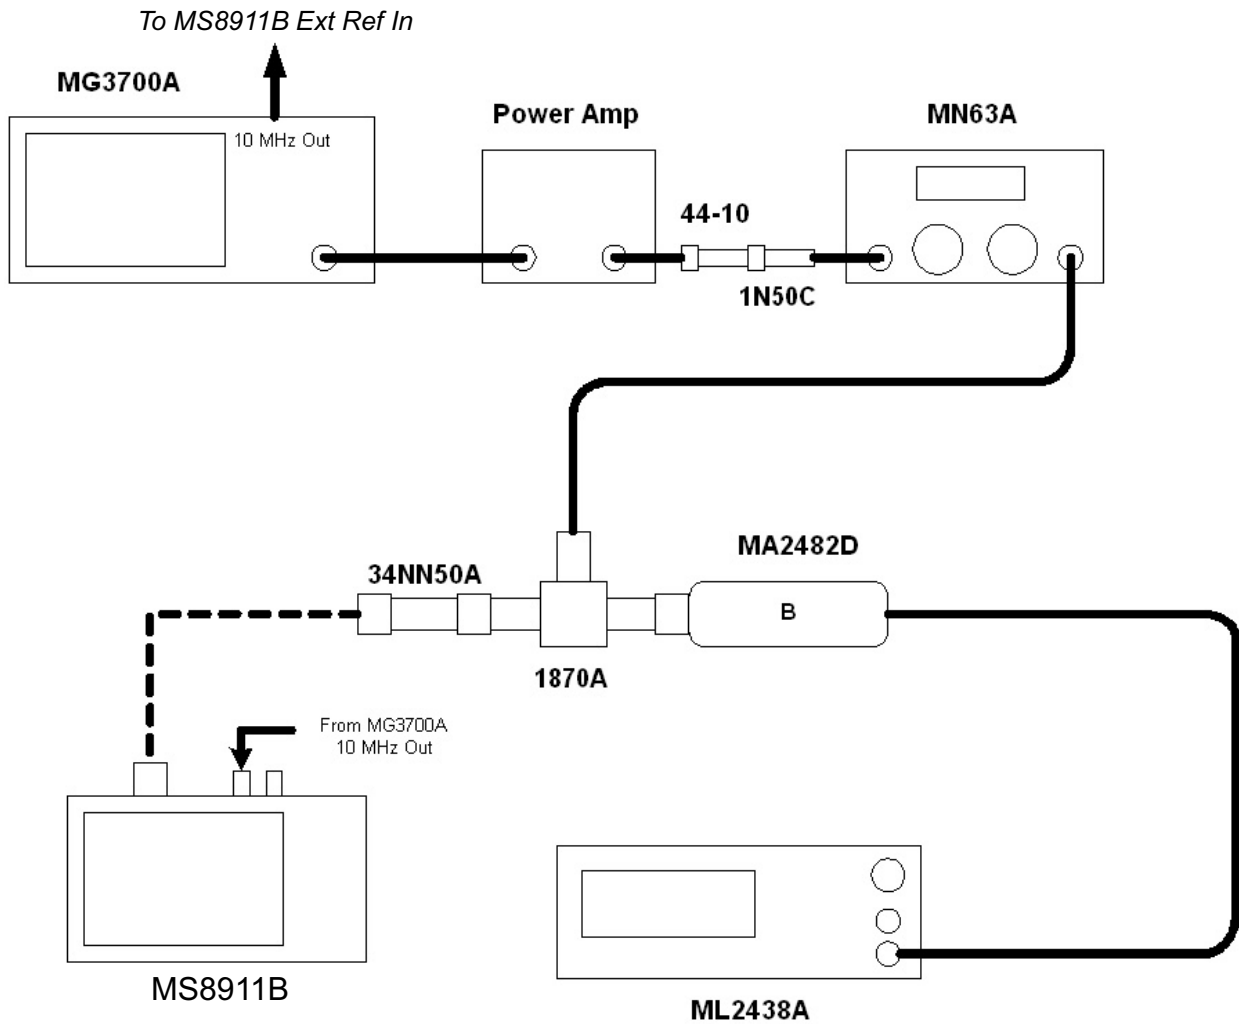 To MS8911B Ext Ref In
MG3700A
10 MHz Out
Power Amp
MN63A
44-10
1N50C
MA2482D
34NN50A
B
1870A
From MG3700A
10 MHz Out
MS8911B
ML2438A